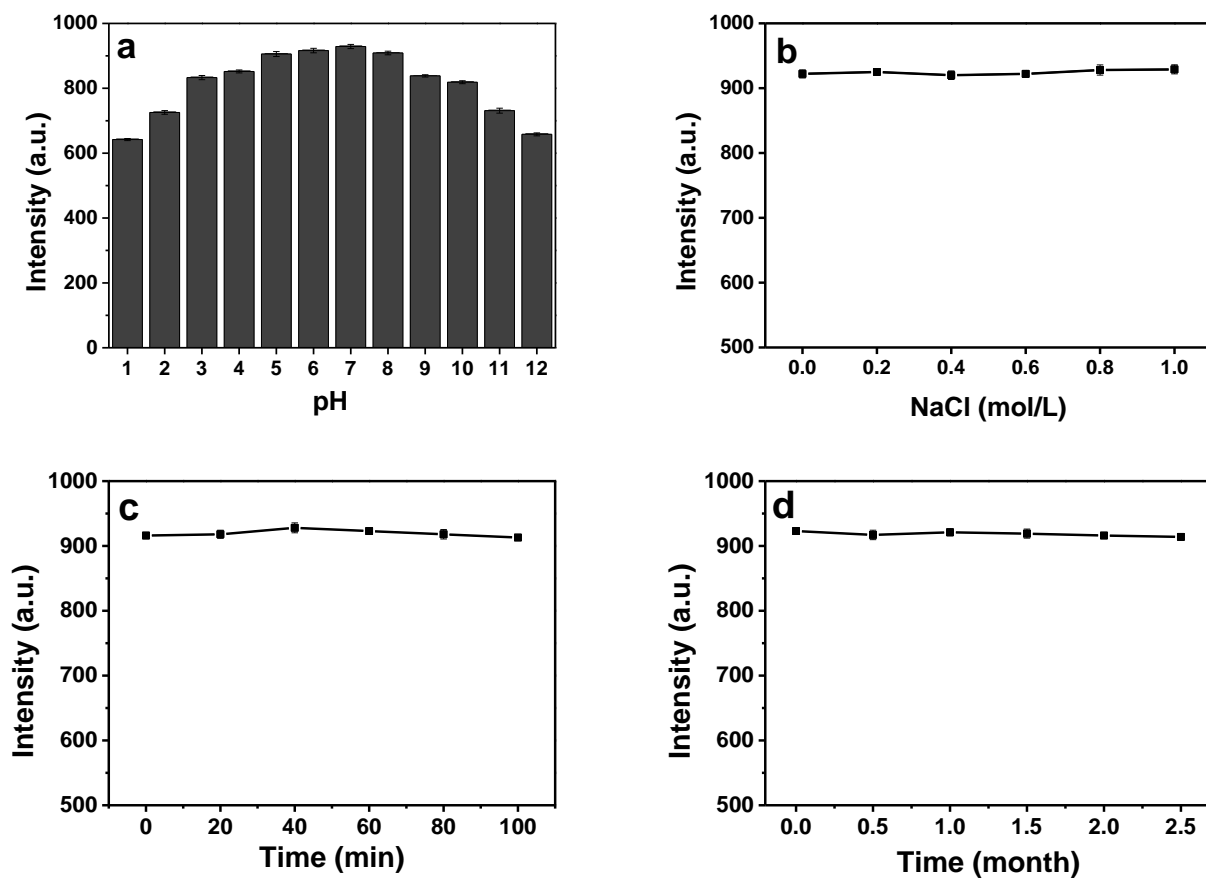 a
1000
800
600
400
200
0
Intensity (a.u.)
1 2 3 4 5 6 7 8 9 10 11 12
pH
b
1000
900
800
700
600
500
Intensity (a.u.)
0.0 0.2 0.4 0.6 0.8 1.0
NaCl (mol/L)
c
1000
900
800
700
600
500
Intensity (a.u.)
0 20 40 60 80 100
Time (min)
d
1000
900
800
700
600
500
Intensity (a.u.)
0.0 0.5 1.0 1.5 2.0 2.5
Time (month)